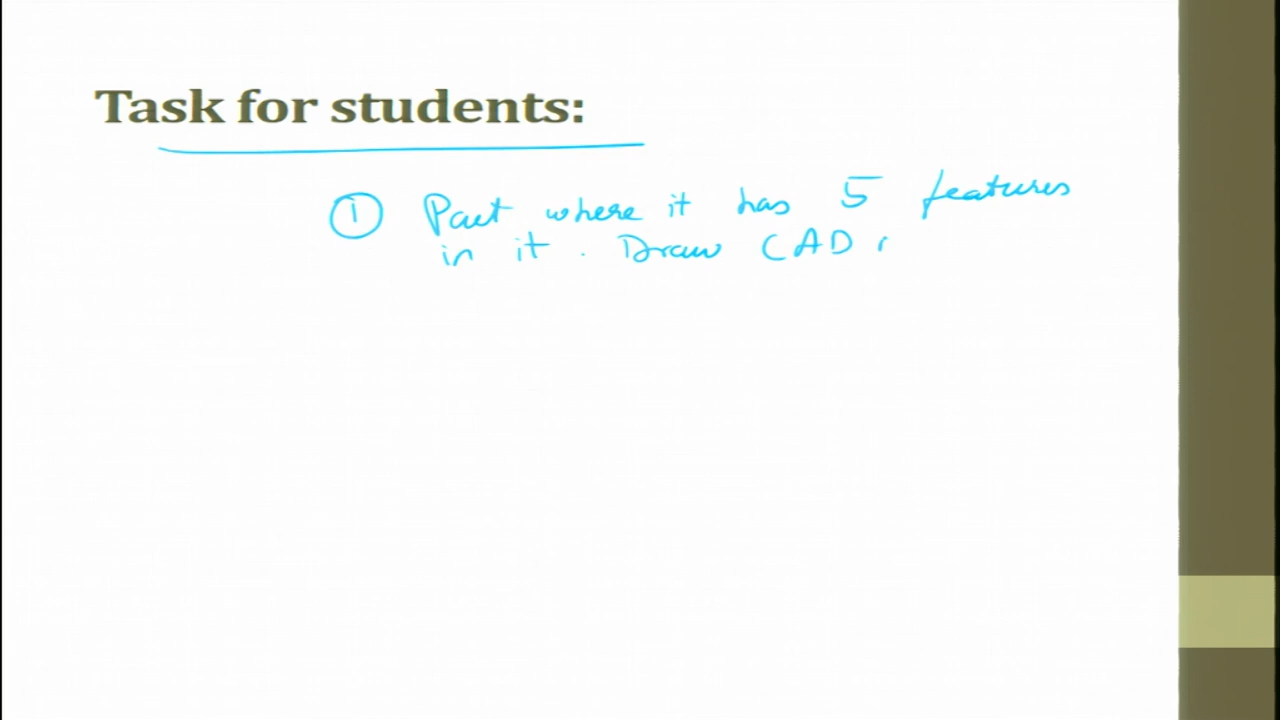 Task for students:
① Part where it has 5 features
in it. Draw CAD